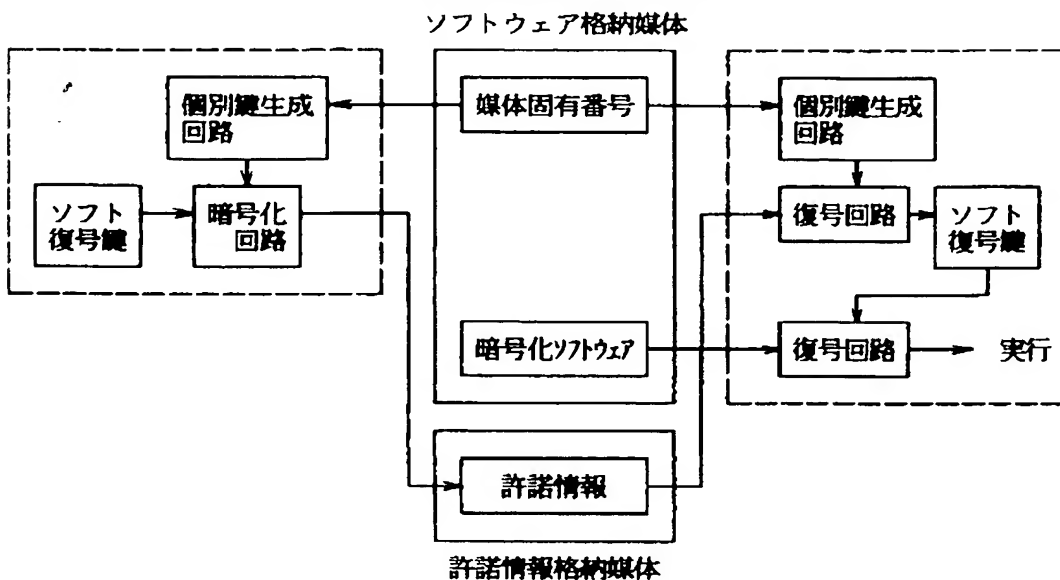 ソフトウェア格納媒体
個別鍵生成
回路
媒体固有番号
個別鍵生成
回路
ソフト
復号鍵
暗号化
回路
復号回路
ソフト
復号鍵
暗号化ソフトウェア
復号回路
実行
許諾情報
許諾情報格納媒体